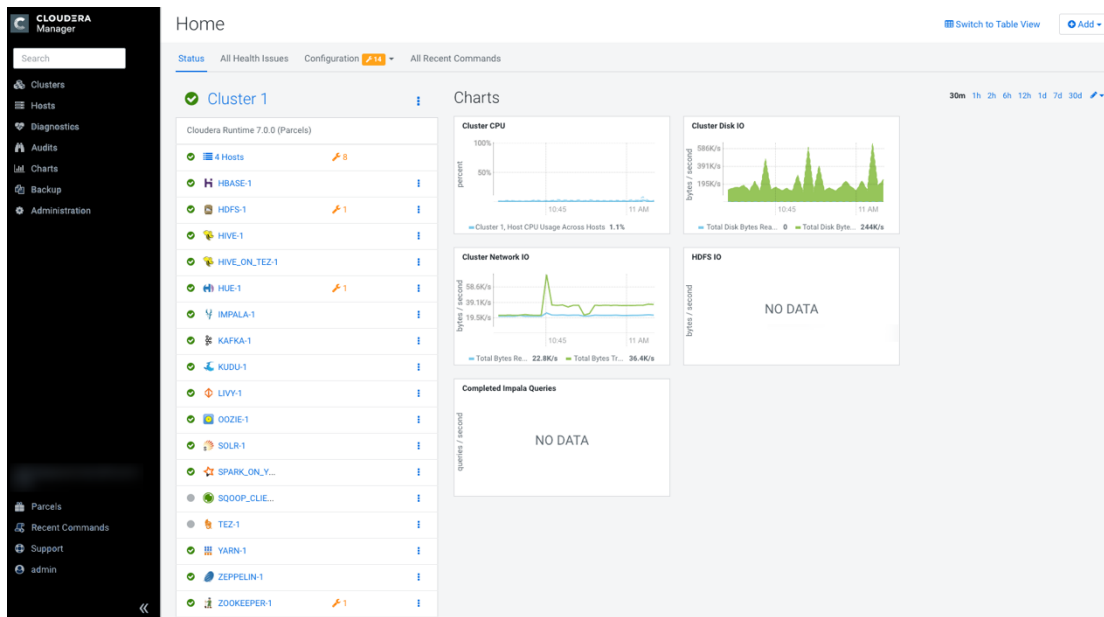 CLOUDERA
Manager
Search
Clusters
Hosts
Diagnostics
Audits
Charts
Backup
Administration
Parcels
Recent Commands
Support
admin
«
Home
Switch to Table View
Add
Status All Health Issues Configuration 14 All Recent Commands
Cluster 1
Cloudera Runtime 7.0.0 (Parcels)
4 Hosts 8
HBASE-1
HDFS-1 1
HIVE-1
HIVE_ON_TEZ-1
HUE-1 1
IMPALA-1
KAFKA-1
KUDU-1
LIVY-1
OOZIE-1
SOLR-1
SPARK_ON_Y...
SQOOP_CLIE...
TEZ-1
YARN-1
ZEPPELIN-1
ZOOKEEPER-1 1
Charts
30m 1h 2h 6h 12h 1d 7d 30d
Cluster CPU
percent
100%
50%
10:45 11 AM
Cluster 1, Host CPU Usage Across Hosts 1.1%
Cluster Disk IO
bytes / second
586K/s
391K/s
195K/s
10:45 11 AM
Total Disk Bytes Rea... 0 Total Disk Byte... 244K/s
Cluster Network IO
bytes / second
58.6K/s
39.1K/s
19.5K/s
10:45 11 AM
Total Bytes Re... 22.8K/s Total Bytes Tr... 36.4K/s
HDFS IO
bytes / second
NO DATA
Completed Impala Queries
queries / second
NO DATA